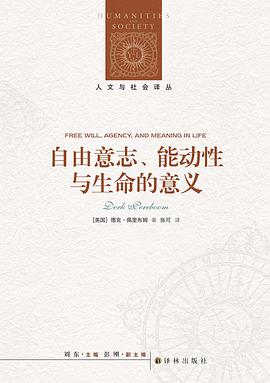 HUMANITIES
AND
SOCIETY
人文与社会译丛
FREE WILL, AGENCY, AND MEANING IN LIFE
自由意志、能动性
与生命的意义
Derk Pereboom
[美国] 德克·佩里布姆 著 张可 译
刘东·主编 彭刚·副主编
译林出版社